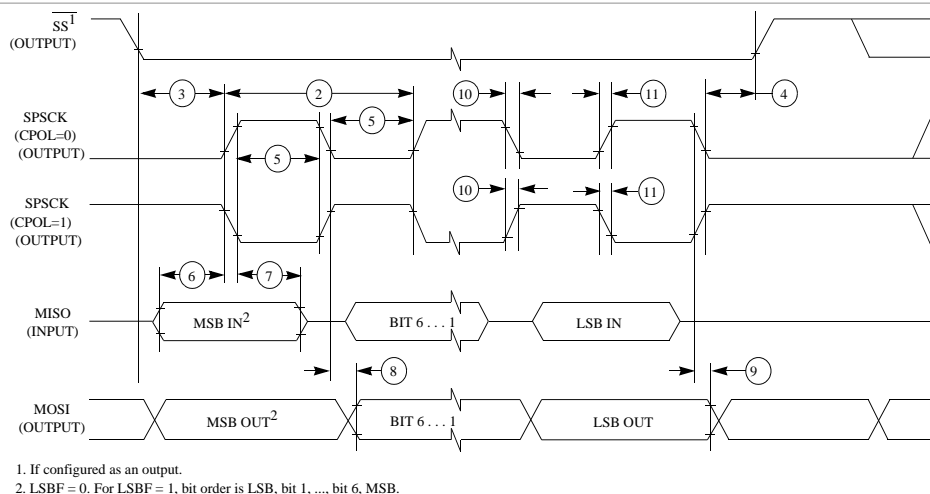 SS1
(OUTPUT)
3
2
10
11
4
SPSCK
(CPOL=0)
(OUTPUT)
5
5
10
11
SPSCK
(CPOL=1)
(OUTPUT)
6
7
MISO
(INPUT)
MSB IN2
BIT 6 . . . 1
LSB IN
8
9
MOSI
(OUTPUT)
MSB OUT2
BIT 6 . . . 1
LSB OUT
1. If configured as an output.
2. LSBF = 0. For LSBF = 1, bit order is LSB, bit 1, ..., bit 6, MSB.